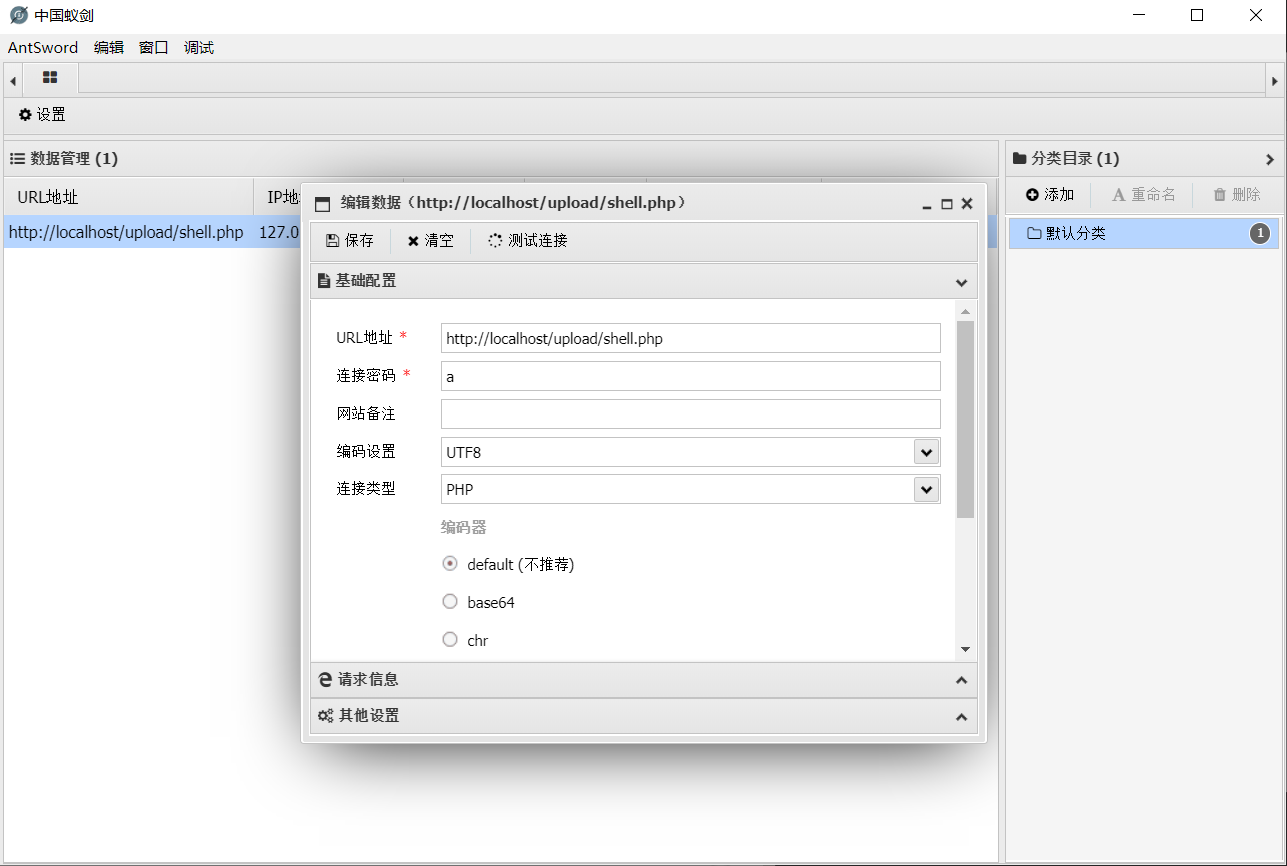 中国蚁剑
AntSword 编辑 窗口 调试
设置
数据管理 (1)
分类目录 (1)
URL地址
添加 重命名 删除
http://localhost/upload/shell.php 127.0
默认分类 1
编辑数据（http://localhost/upload/shell.php）
保存 清空 测试连接
基础配置
URL地址 * http://localhost/upload/shell.php
连接密码 * a
网站备注
编码设置 UTF8
连接类型 PHP
编码器
default (不推荐)
base64
chr
请求信息
其他设置